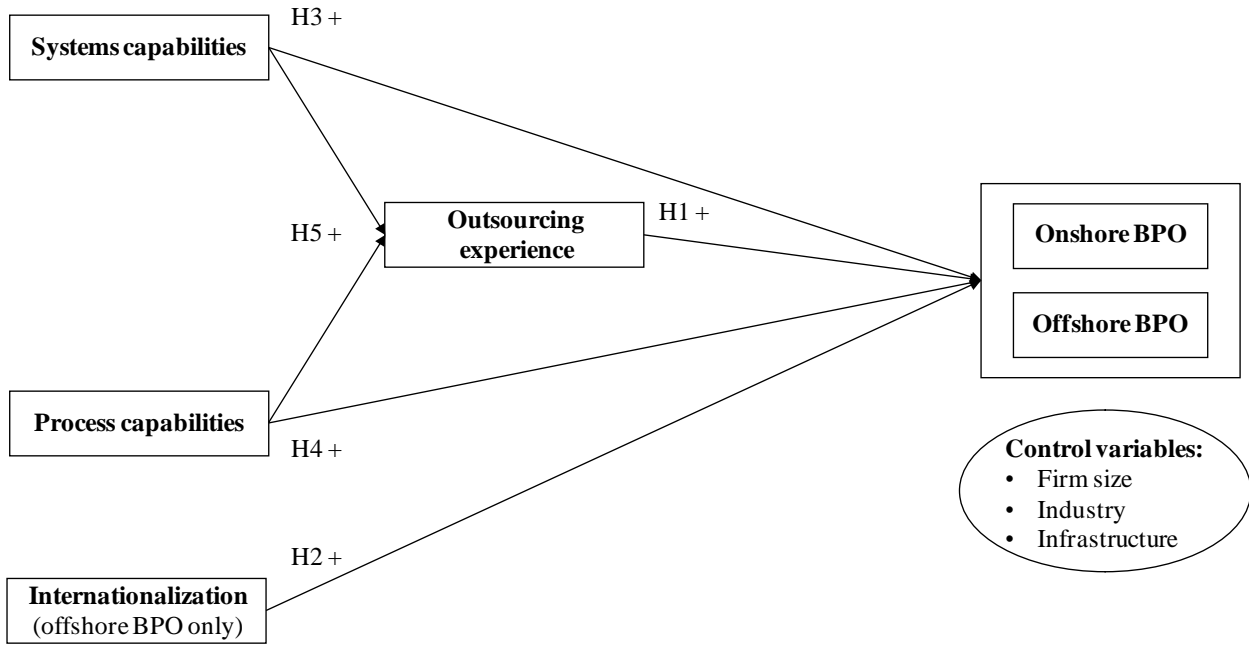 H3 +
Systems capabilities
Outsourcing
experience
H1 +
H5 +
Onshore BPO
Offshore BPO
Process capabilities
H4 +
Control variables:
• Firm size
• Industry
• Infrastructure
H2 +
Internationalization
(offshore BPO only)